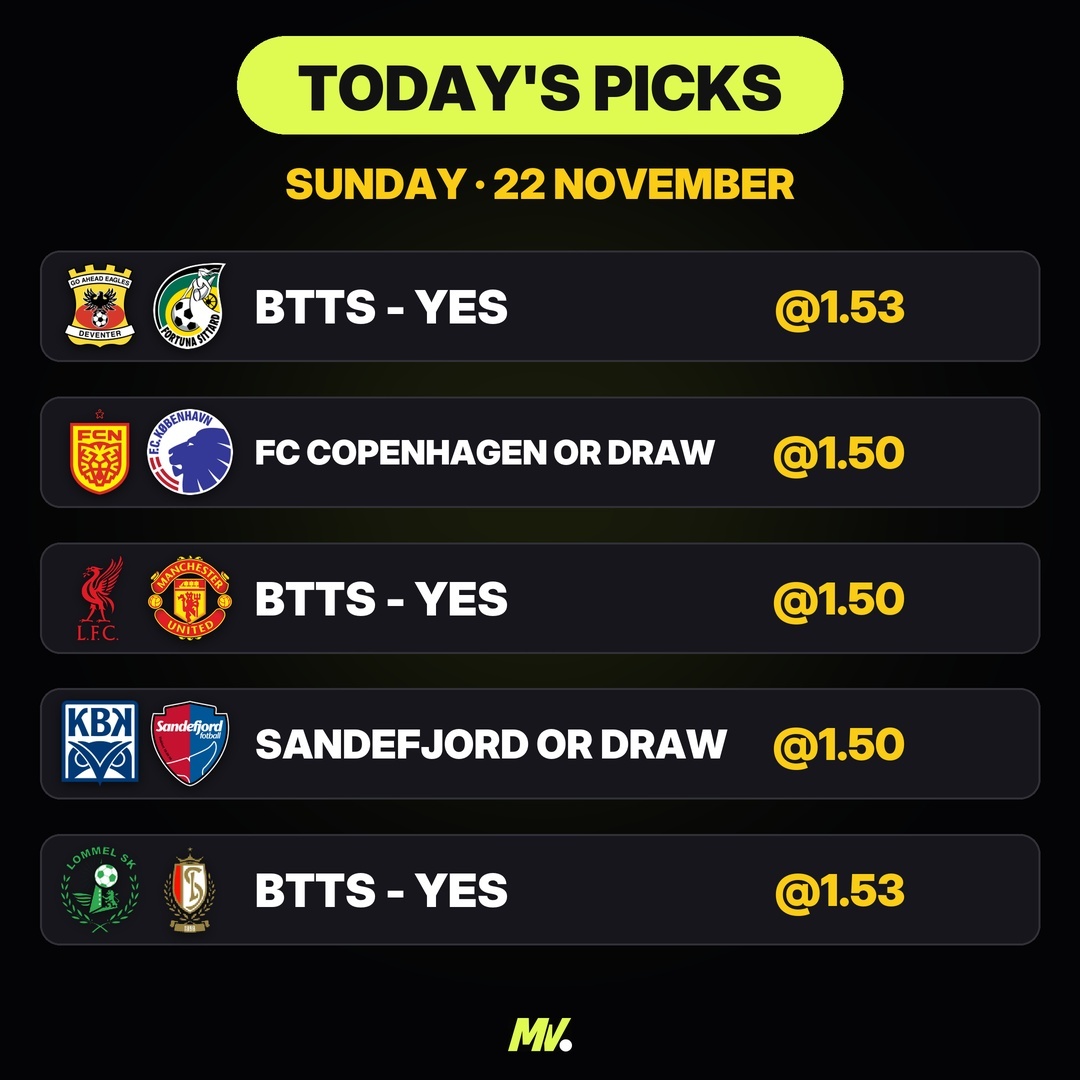 TODAY'S PICKS
SUNDAY · 22 NOVEMBER
GO AHEAD EAGLES
DEVENTER
FORTUNA SITTARD
BTTS - YES
@1.53
FCN
F.C. KØBENHAVN
FC COPENHAGEN OR DRAW
@1.50
L.F.C.
MANCHESTER
UNITED
BTTS - YES
@1.50
KBK
Sandefjord
fotball
SANDEFJORD OR DRAW
@1.50
LOMMEL SK
BTTS - YES
@1.53
MV.